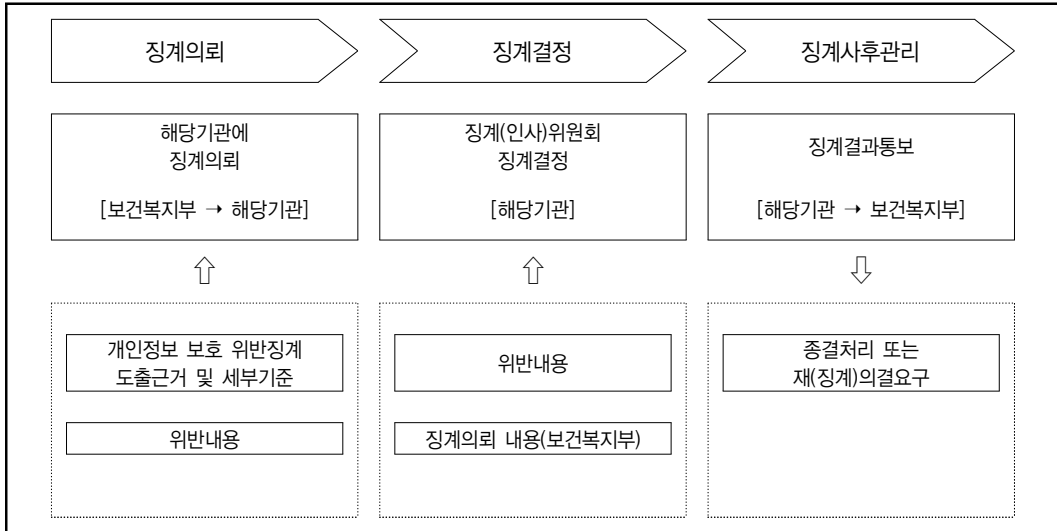 징계의뢰
징계결정
징계사후관리
해당기관에
징계의뢰
[보건복지부 → 해당기관]
징계(인사)위원회
징계결정
[해당기관]
징계결과통보
[해당기관 → 보건복지부]
개인정보 보호 위반징계
도출근거 및 세부기준
위반내용
위반내용
징계의뢰 내용(보건복지부)
종결처리 또는
재(징계)의결요구